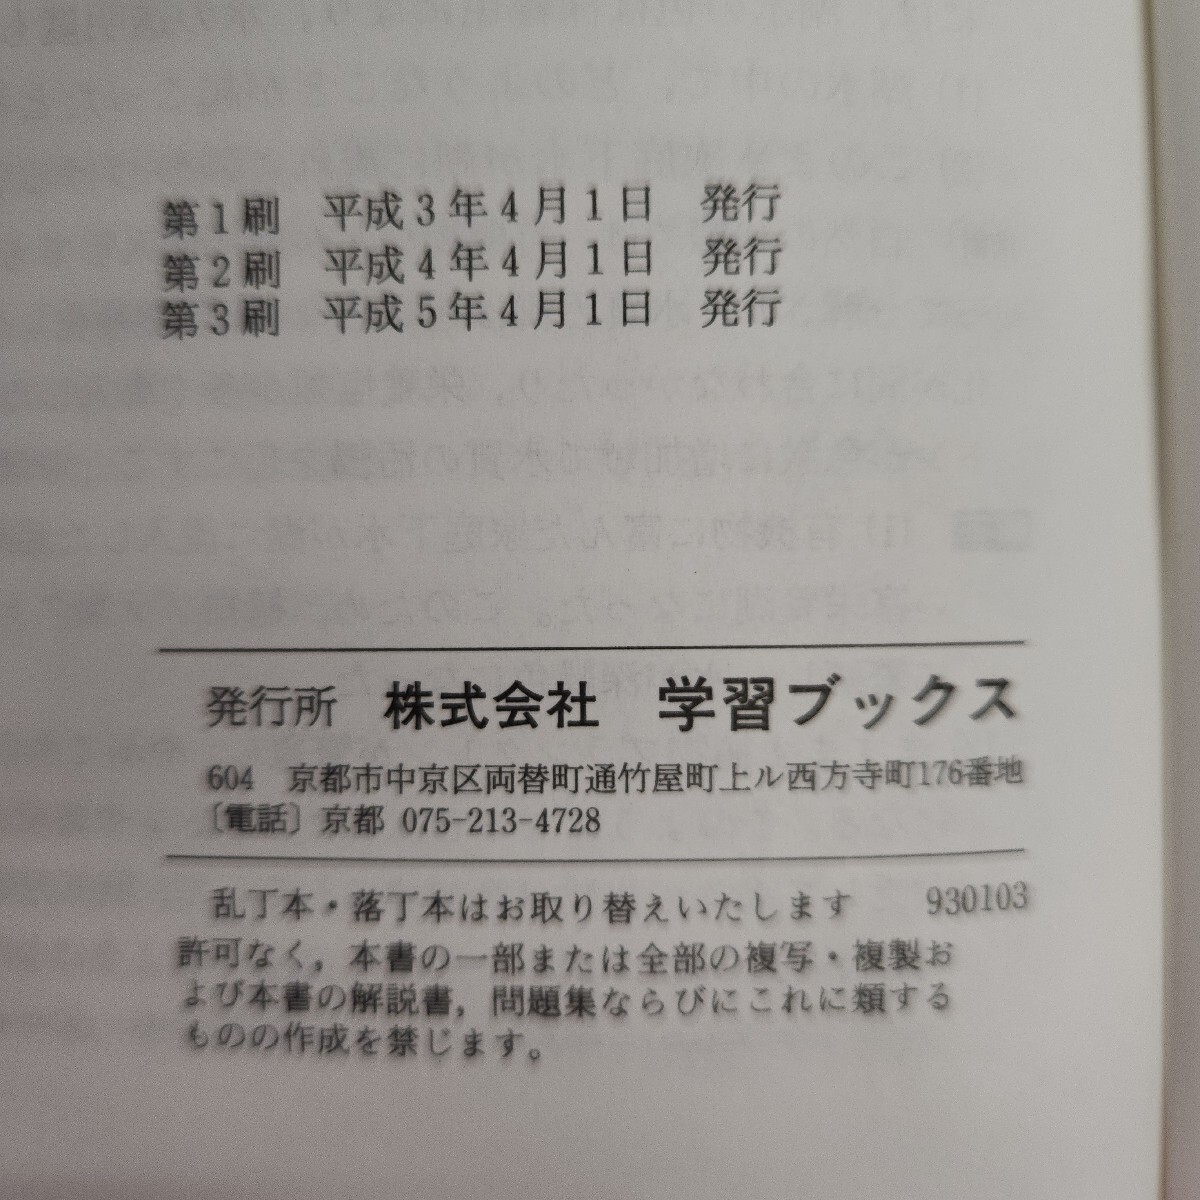 第1刷　平成3年4月1日　発行
第2刷　平成4年4月1日　発行
第3刷　平成5年4月1日　発行
発行所　株式会社　学習ブックス
604　京都市中京区両替町通竹屋町上ル西方寺町176番地
〔電話〕京都 075-213-4728
乱丁本・落丁本はお取り替えいたします　930103
許可なく，本書の一部または全部の複写・複製お
よび本書の解説書，問題集ならびにこれに類する
ものの作成を禁じます。